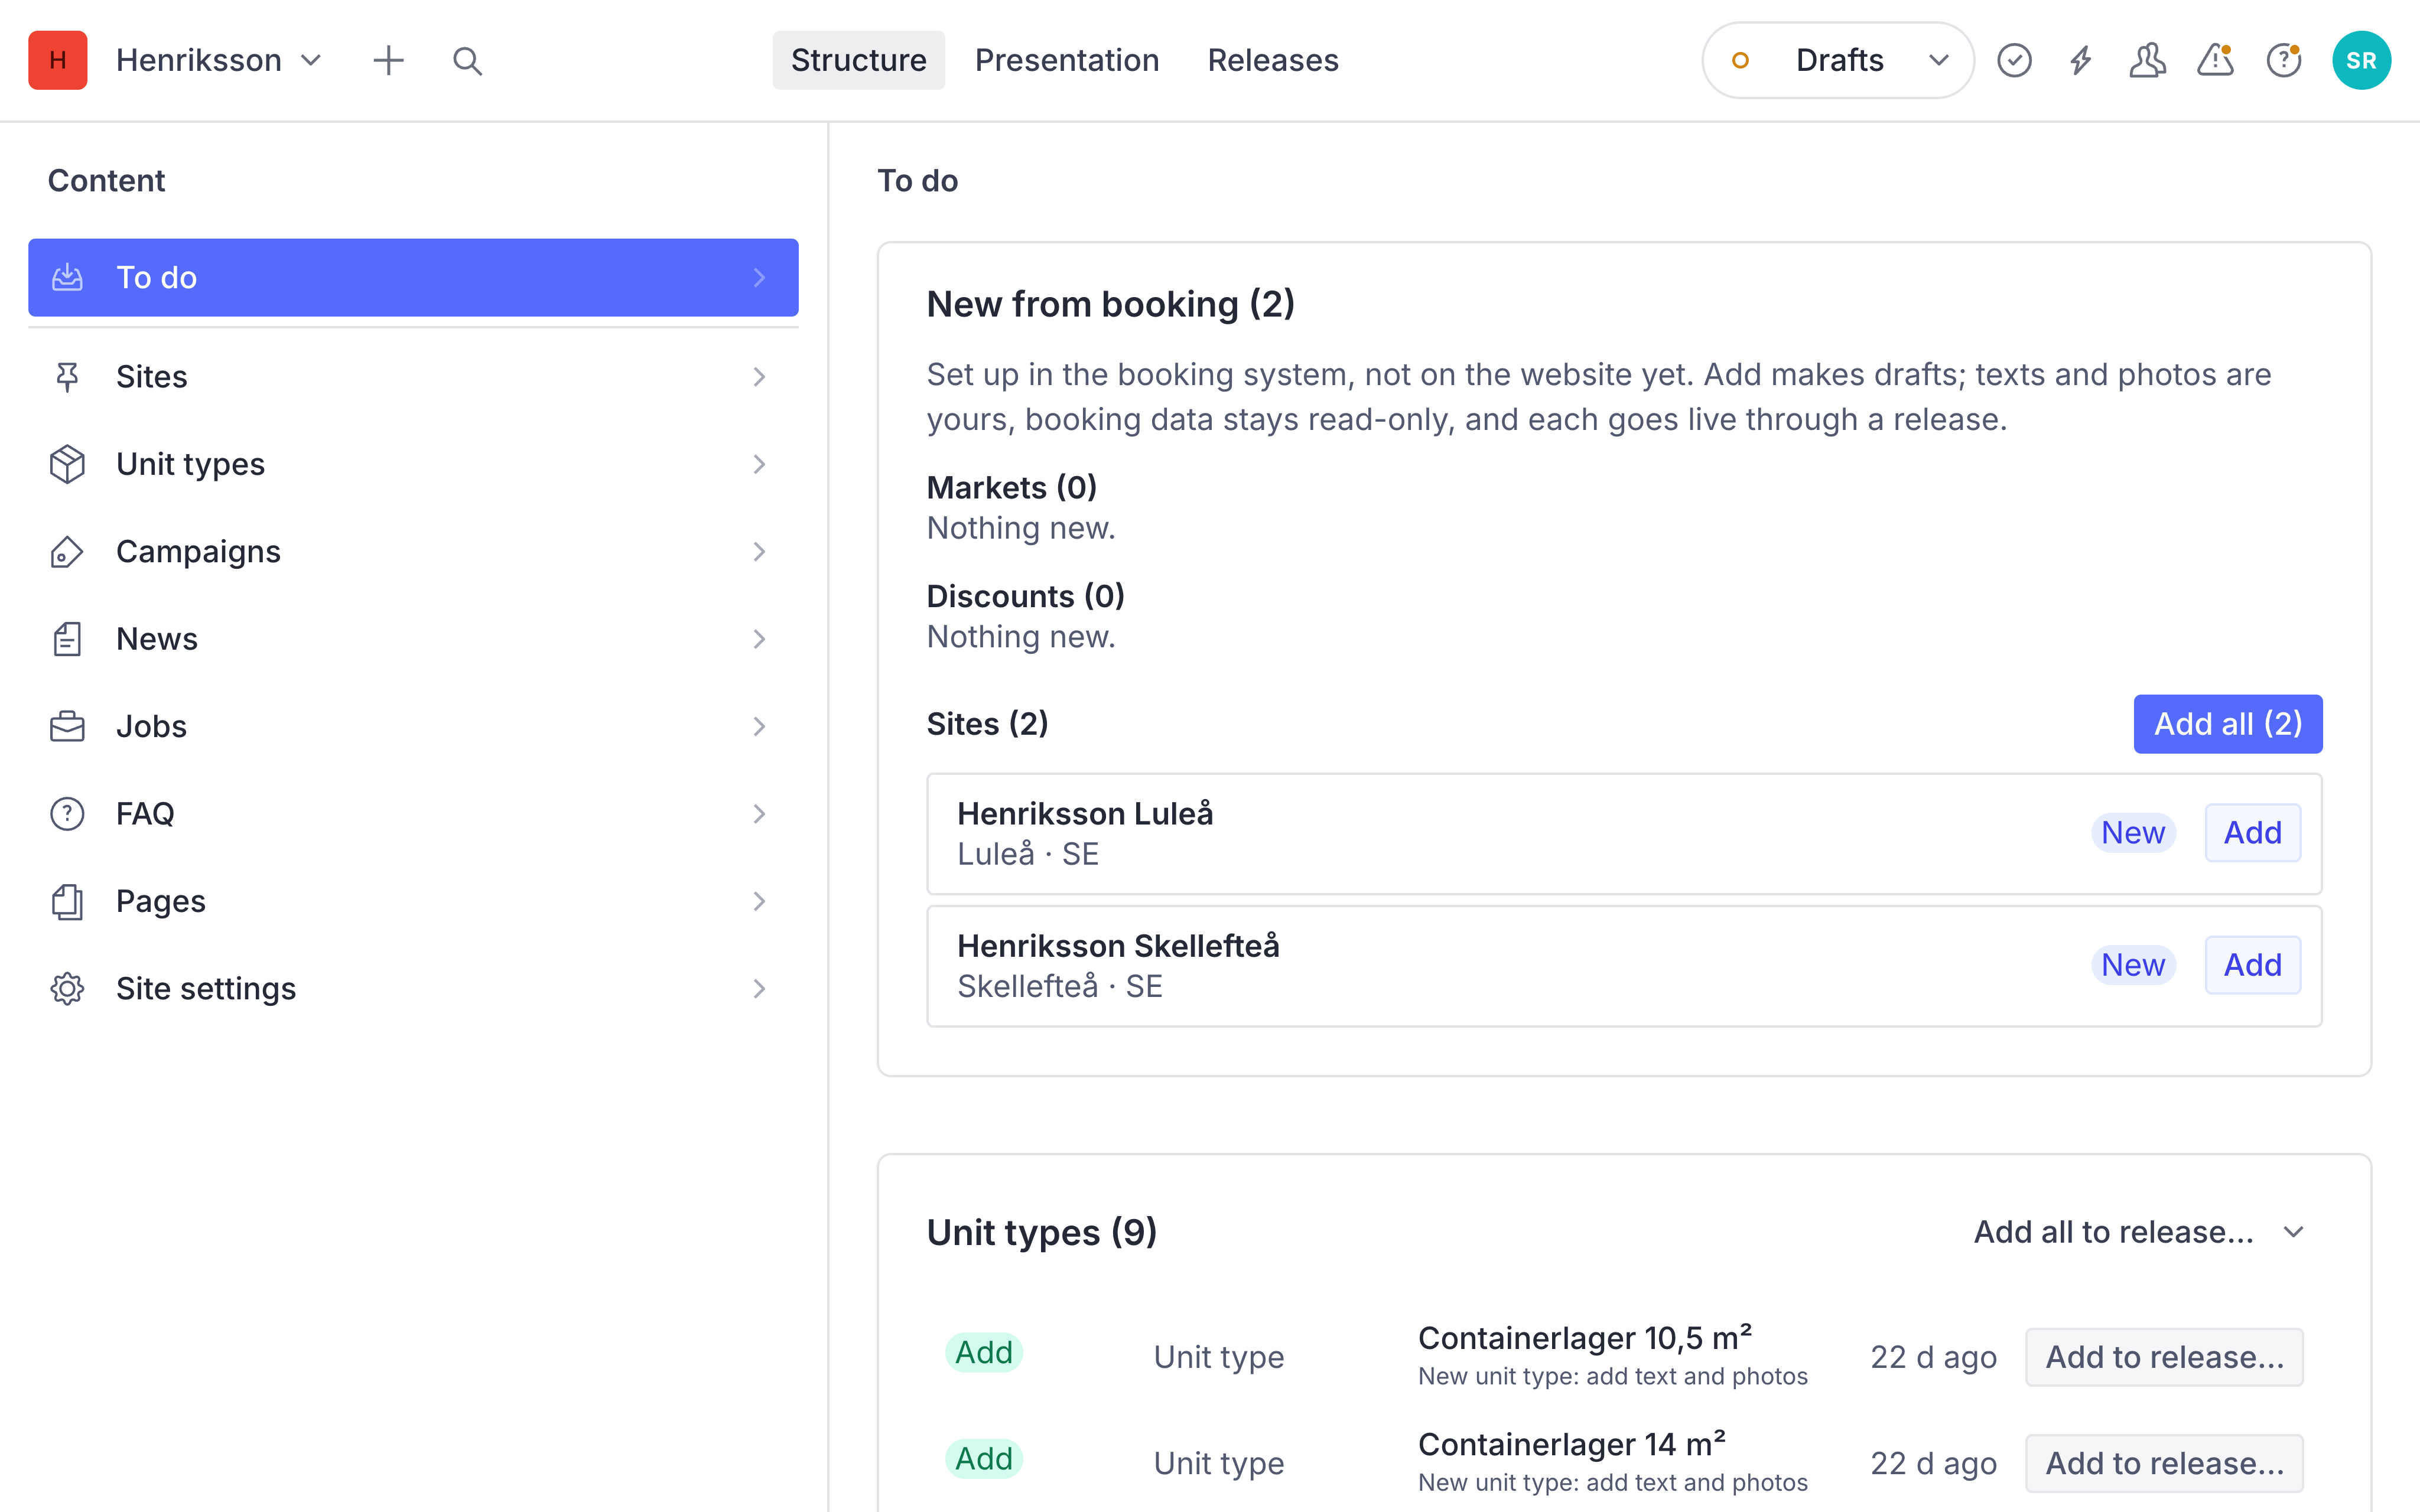 H Henriksson Structure Presentation Releases Drafts SR
Content
To do
Sites
Unit types
Campaigns
News
Jobs
? FAQ
Pages
Site settings
To do
New from booking (2)
Set up in the booking system, not on the website yet. Add makes drafts; texts and photos are
yours, booking data stays read-only, and each goes live through a release.
Markets (0)
Nothing new.
Discounts (0)
Nothing new.
Sites (2) Add all (2)
Henriksson Luleå
Luleå · SE
New Add
Henriksson Skellefteå
Skellefteå · SE
New Add
Unit types (9) Add all to release...
Add Unit type Containerlager 10,5 m² 22 d ago Add to release...
New unit type: add text and photos
Add Unit type Containerlager 14 m² 22 d ago Add to release...
New unit type: add text and photos